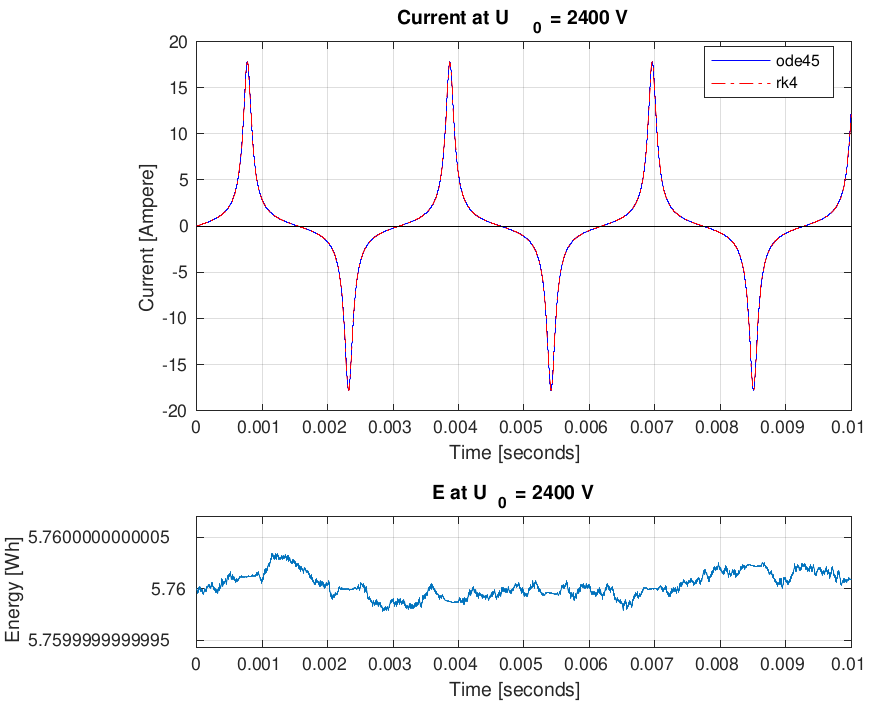 Current at U 0 = 2400 V
ode45
rk4
20
15
10
5
0
-5
-10
-15
-20
Current [Ampere]
0 0.001 0.002 0.003 0.004 0.005 0.006 0.007 0.008 0.009 0.01
Time [seconds]
E at U 0 = 2400 V
5.7600000000005
5.76
5.7599999999995
Energy [Wh]
0 0.001 0.002 0.003 0.004 0.005 0.006 0.007 0.008 0.009 0.01
Time [seconds]